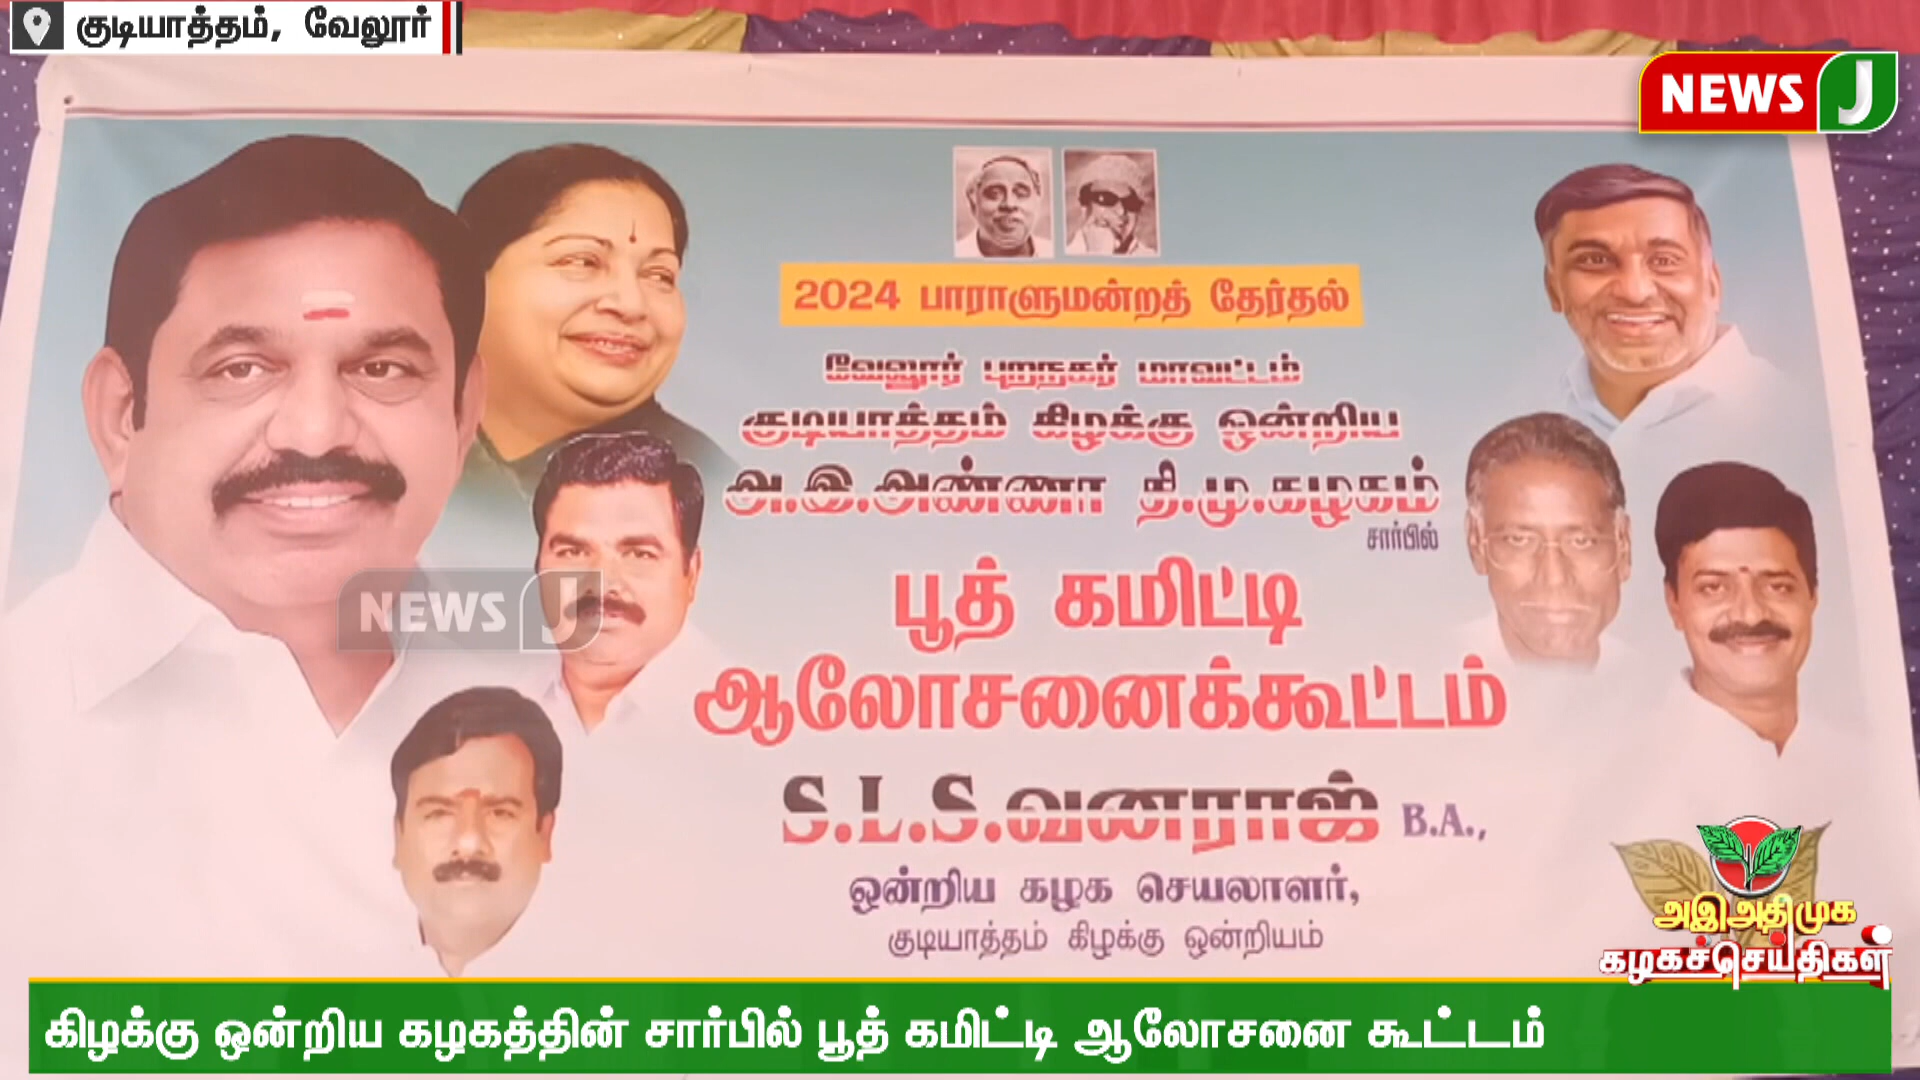 குடியாத்தம், வேலூர்
NEWS J
2024 பாராளுமன்றத் தேர்தல்
வேலூர் புறநகர் மாவட்டம்
குடியாத்தம் கிழக்கு ஒன்றிய
அ.இ.அண்ணா தி.மு.கழகம்
சார்பில்
பூத் கமிட்டி
NEWS J
ஆலோசனைக்கூட்டம்
S.L.S.வனராஜ் B.A.,
ஒன்றிய கழக செயலாளர்,
குடியாத்தம் கிழக்கு ஒன்றியம்
அஇஅதிமுக
கழகச்செய்திகள்
கிழக்கு ஒன்றிய கழகத்தின் சார்பில் பூத் கமிட்டி ஆலோசனை கூட்டம்